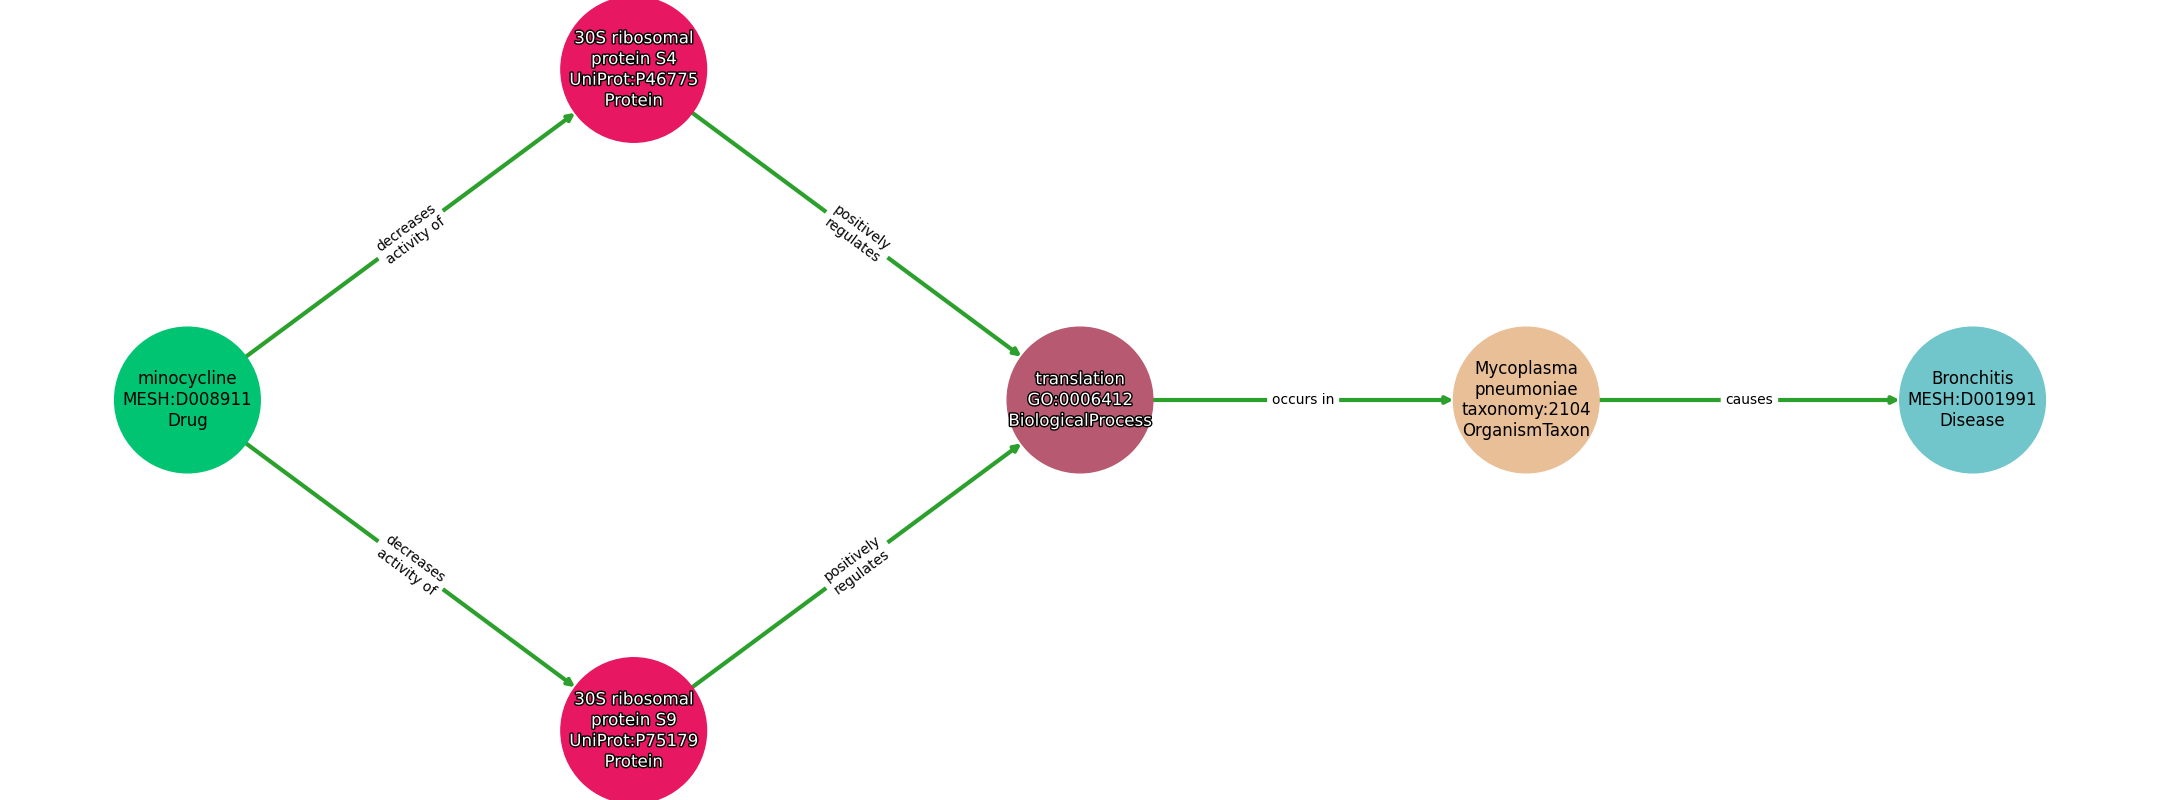 30S ribosomal
protein S4
UniProt:P46775
Protein
decreases
activity of
positively
regulates
minocycline
MESH:D008911
Drug
translation
GO:0006412
BiologicalProcess
occurs in
Mycoplasma
pneumoniae
taxonomy:2104
OrganismTaxon
causes
Bronchitis
MESH:D001991
Disease
decreases
activity of
positively
regulates
30S ribosomal
protein S9
UniProt:P75179
Protein